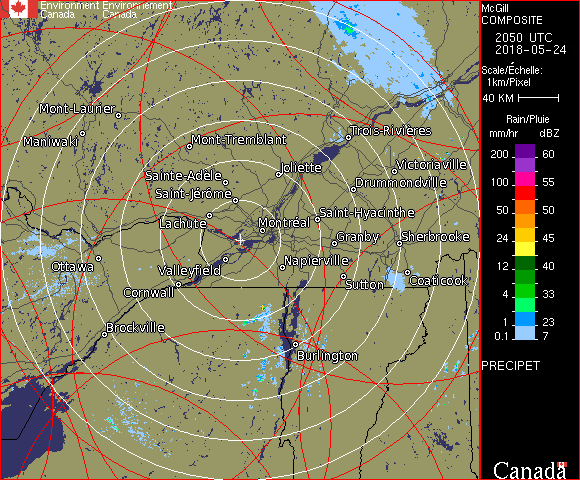 Environment Environnement
Canada Canada
McGill
COMPOSITE
2050 UTC
2018-05-24
Scale/Échelle:
1km/Pixel
40 KM
Rain/Pluie
mm/hr dBZ
200 60
155
100 55
50 50
24 45
12 40
4 33
2 28
1 23
0.1 7
PRECIPET
Mont-Laurier
Maniwaki
Mont-Tremblant
Trois-Rivières
Joliette
Victoriaville
Sainte-Adèle
Drummondville
Saint-Jérôme
Lachute
Saint-Hyacinthe
Montréal
Granby
Sherbrooke
Ottawa
Valleyfield
Napierville
Cornwall
Sutton
Coaticook
Brockville
Burlington
Canada